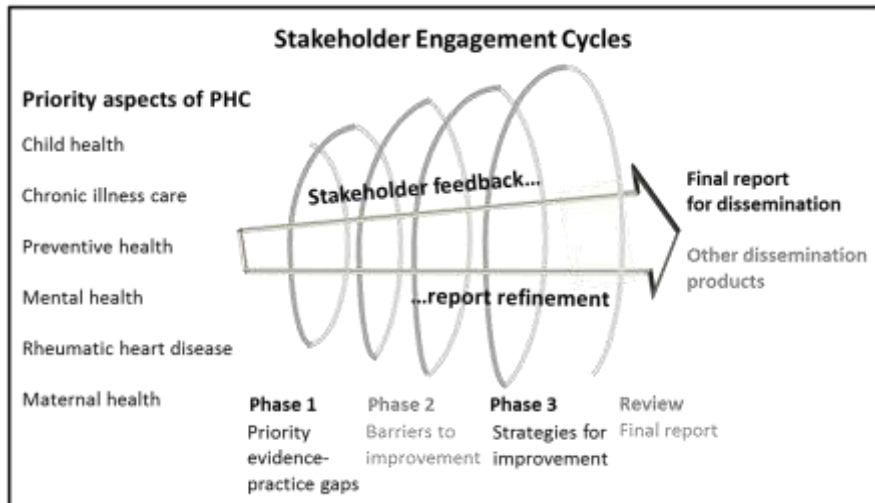 Stakeholder Engagement Cycles
Priority aspects of PHC
Child health
Chronic illness care
Preventive health
Mental health
Rheumatic heart disease
Maternal health
Stakeholder feedback...
...report refinement
Final report
for dissemination
Other dissemination
products
Phase 1
Priority
evidence-
practice gaps
Phase 2
Barriers to
improvement
Phase 3
Strategies for
improvement
Review
Final report